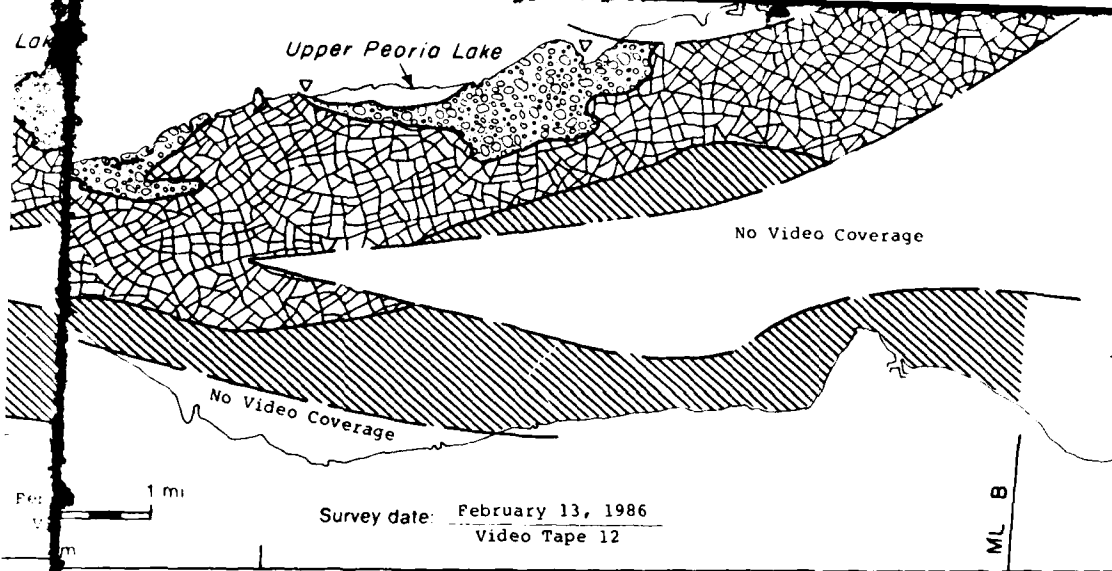 Upper Peoria Lake
No Video Coverage
No Video Coverage
1 mi
Survey date: February 13, 1986
Video Tape 12
ML B